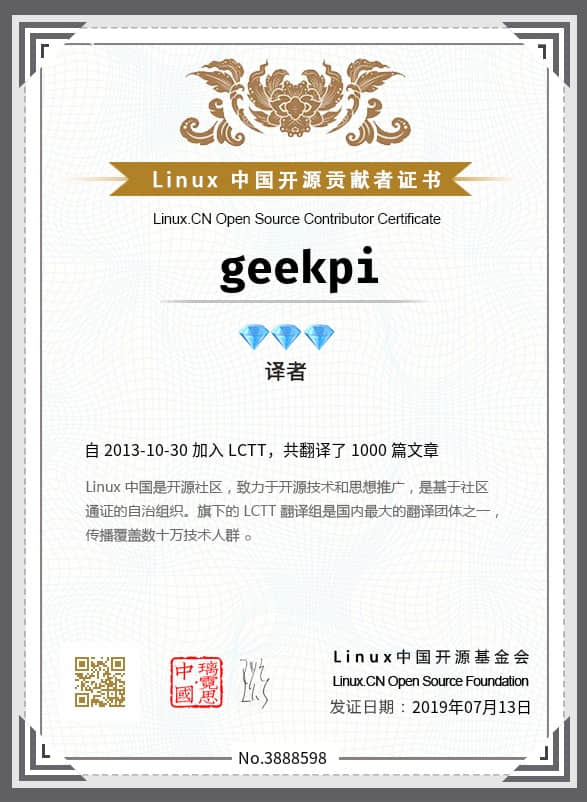 Linux 中国开源贡献者证书
Linux.CN Open Source Contributor Certificate
geekpi
译者
自 2013-10-30 加入 LCTT，共翻译了 1000 篇文章
Linux 中国是开源社区，致力于开源技术和思想推广，是基于社区
通证的自治组织。旗下的 LCTT 翻译组是国内最大的翻译团体之一，
传播覆盖数十万技术人群。
Linux中国开源基金会
Linux.CN Open Source Foundation
发证日期：2019年07月13日
No.3888598